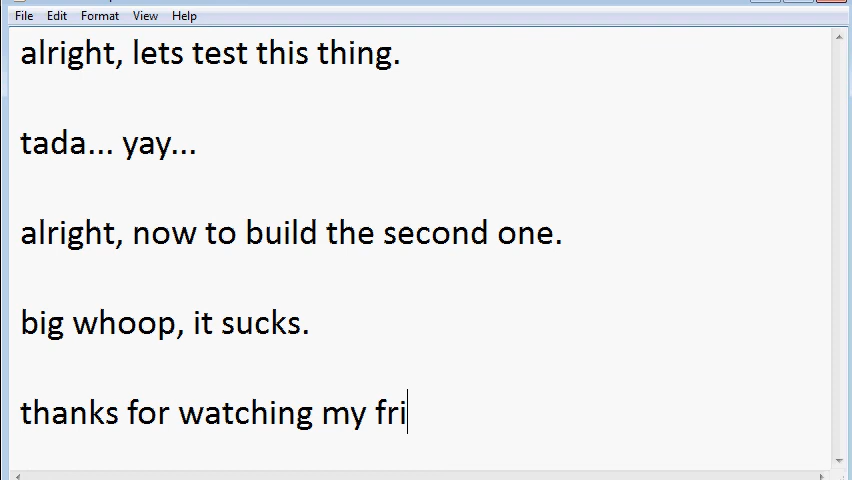 File Edit Format View Help
alright, lets test this thing.
tada... yay...
alright, now to build the second one.
big whoop, it sucks.
thanks for watching my fri